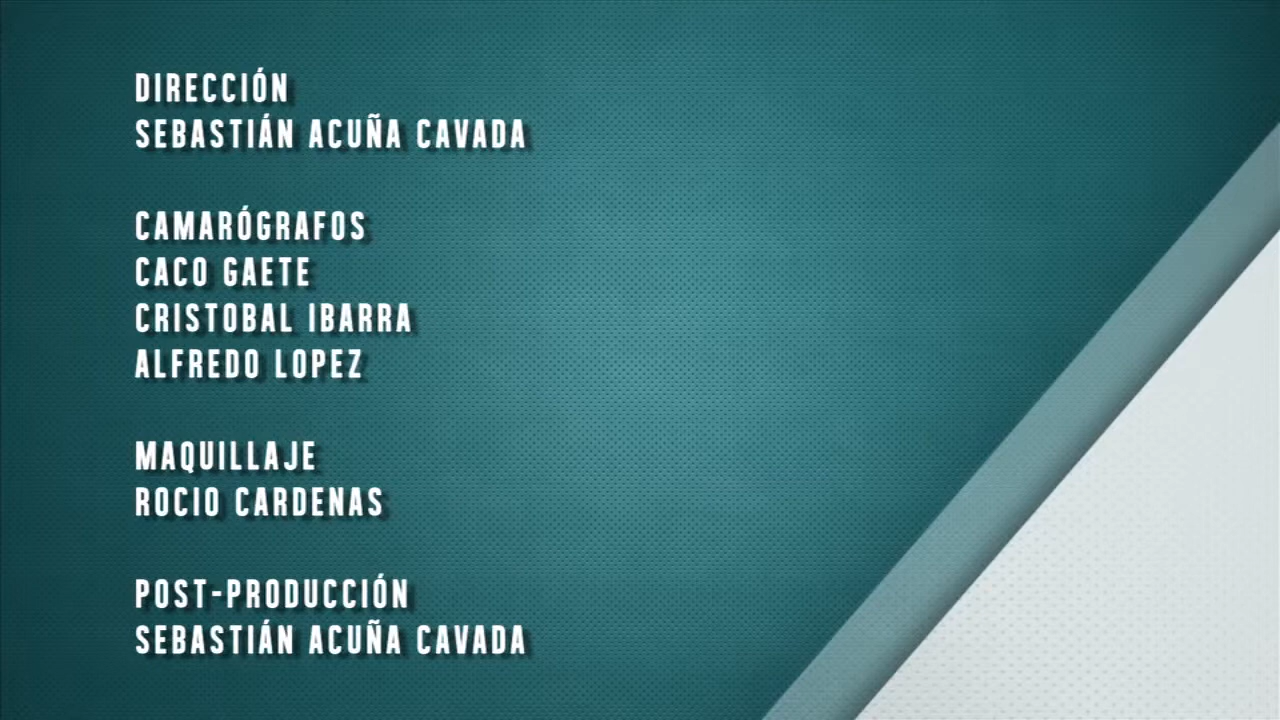 DIRECCIÓN
SEBASTIÁN ACUÑA CAVADA
CAMARÓGRAFOS
CACO GAETE
CRISTOBAL IBARRA
ALFREDO LOPEZ
MAQUILLAJE
ROCIO CARDENAS
POST-PRODUCCIÓN
SEBASTIÁN ACUÑA CAVADA